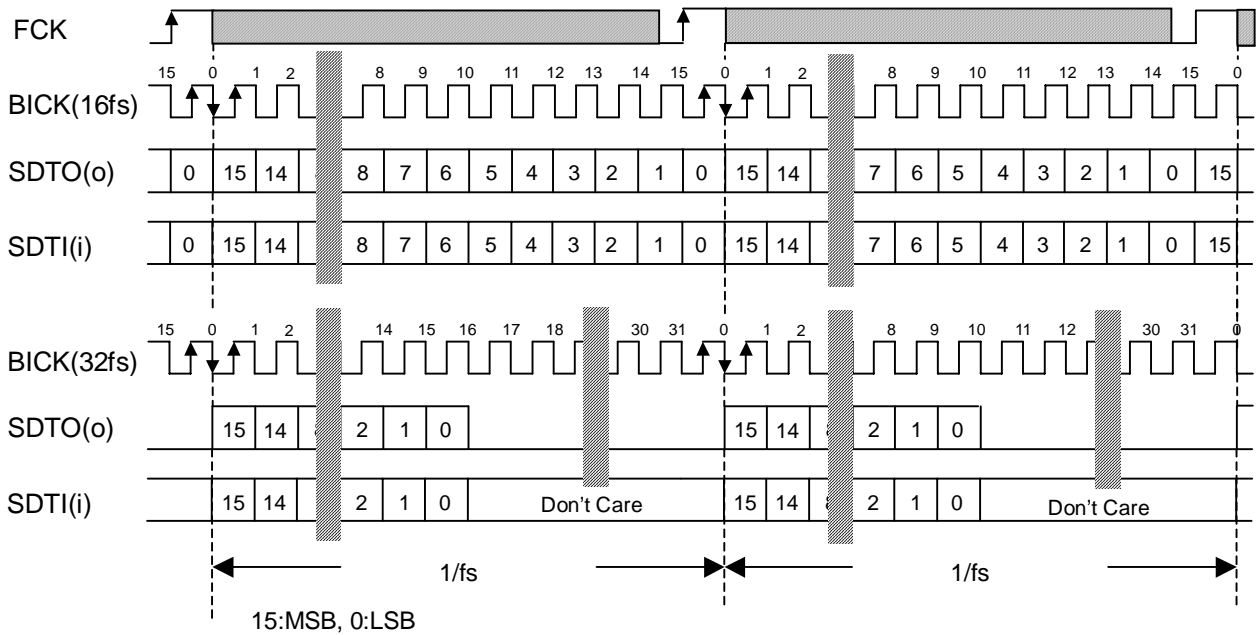 FCK
15 0 1 2 8 9 10 11 12 13 14 15 0 1 2 8 9 10 11 12 13 14 15 0
BICK(16fs)
SDTO(o) 0 15 14 8 7 6 5 4 3 2 1 0 15 14 7 6 5 4 3 2 1 0 15
SDTI(i) 0 15 14 8 7 6 5 4 3 2 1 0 15 14 7 6 5 4 3 2 1 0 15
15 0 1 2 14 15 16 17 18 30 31 0 1 2 8 9 10 11 12 30 31 0
BICK(32fs)
SDTO(o) 15 14 2 1 0 15 14 8 2 1 0
SDTI(i) 15 14 2 1 0 Don't Care 15 14 2 1 0 Don't Care
1/fs 1/fs
15:MSB, 0:LSB